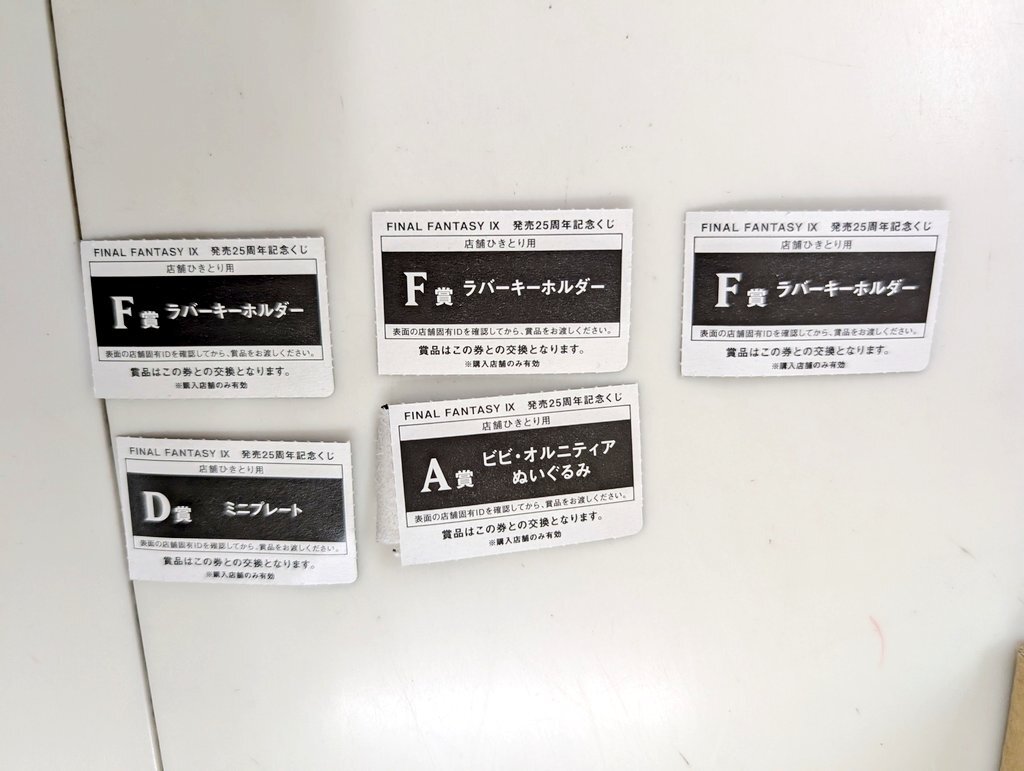 FINAL FANTASY IX 発売25周年記念くじ
店舗ひきとり用
F賞 ラバーキーホルダー
表面の店舗固有IDを確認してから、賞品をお渡しください。
賞品はこの券との交換となります。
※購入店舗のみ有効
FINAL FANTASY IX 発売25周年記念くじ
店舗ひきとり用
F賞 ラバーキーホルダー
表面の店舗固有IDを確認してから、賞品をお渡しください。
賞品はこの券との交換となります。
※購入店舗のみ有効
FINAL FANTASY IX 発売25周年記念くじ
店舗ひきとり用
F賞 ラバーキーホルダー
表面の店舗固有IDを確認してから、賞品をお渡しください。
賞品はこの券との交換となります。
※購入店舗のみ有効
FINAL FANTASY IX 発売25周年記念くじ
店舗ひきとり用
D賞 ミニプレート
表面の店舗固有IDを確認してから、賞品をお渡しください。
賞品はこの券との交換となります。
※購入店舗のみ有効
FINAL FANTASY IX 発売25周年記念くじ
店舗ひきとり用
A賞 ビビ・オルニティア
ぬいぐるみ
表面の店舗固有IDを確認してから、賞品をお渡しください。
賞品はこの券との交換となります。
※購入店舗のみ有効